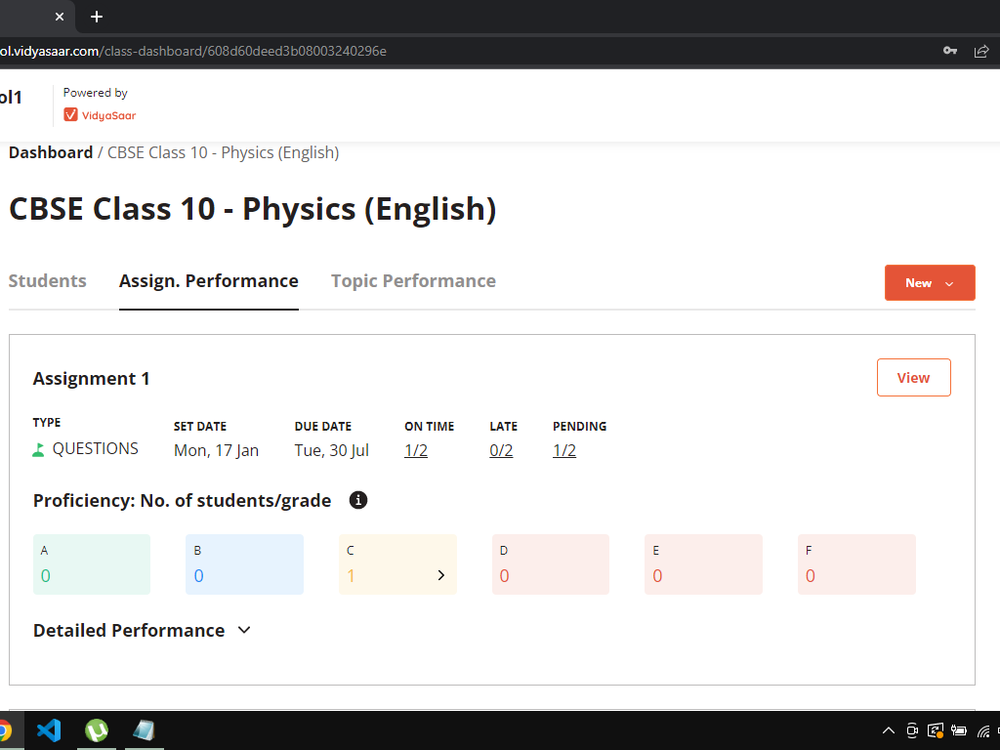 ol.vidyasaar.com/class-dashboard/608d60deed3b08003240296e
ol1
Powered by
VidyaSaar
Dashboard / CBSE Class 10 - Physics (English)
CBSE Class 10 - Physics (English)
Students Assign. Performance Topic Performance New
Assignment 1 View
TYPE SET DATE DUE DATE ON TIME LATE PENDING
QUESTIONS Mon, 17 Jan Tue, 30 Jul 1/2 0/2 1/2
Proficiency: No. of students/grade
A B C D E F
0 0 1 0 0 0
Detailed Performance